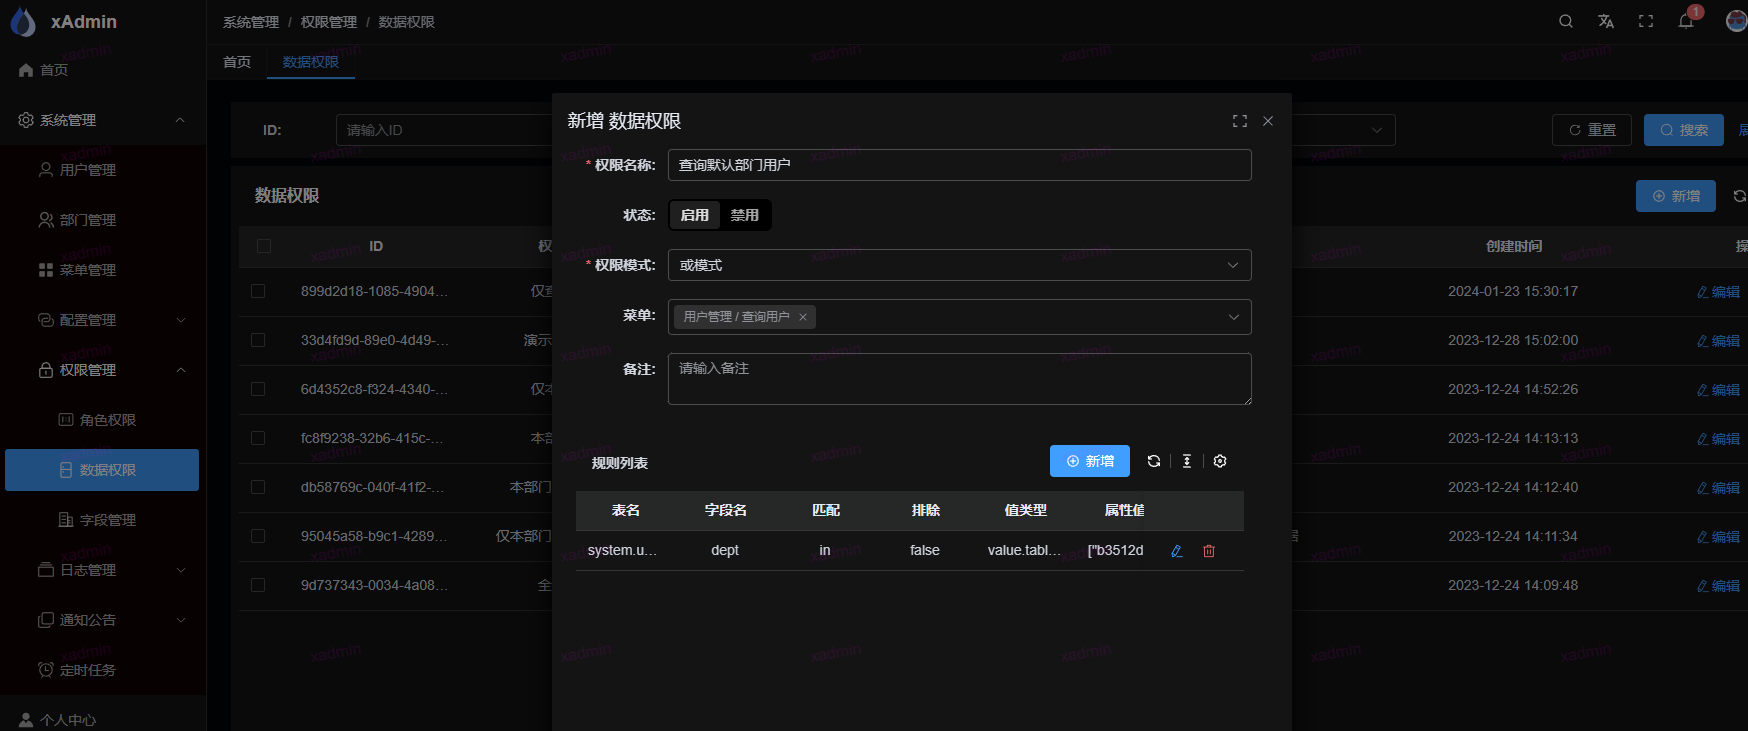 xAdmin
系统管理 / 权限管理 / 数据权限
1
首页
系统管理
用户管理
部门管理
菜单管理
配置管理
权限管理
角色权限
数据权限
字段管理
日志管理
通知公告
定时任务
个人中心
首页
数据权限
ID:
请输入ID
重置
搜索
数据权限
新增
ID
创建时间
899d2d18-1085-4904...
2024-01-23 15:30:17
编辑
33d4fd9d-89e0-4d49-...
演示
2023-12-28 15:02:00
编辑
6d4352c8-f324-4340-...
仅本
2023-12-24 14:52:26
编辑
fc8f9238-32b6-415c-...
本部
2023-12-24 14:13:13
编辑
db58769c-040f-41f2-...
本部门
2023-12-24 14:12:40
编辑
95045a58-b9c1-4289...
仅本部门
2023-12-24 14:11:34
编辑
9d737343-0034-4a08...
全
2023-12-24 14:09:48
编辑
新增 数据权限
* 权限名称:
查询默认部门用户
状态:
启用 禁用
* 权限模式:
或模式
菜单:
用户管理 / 查询用户
备注:
请输入备注
规则列表
新增
表名 字段名 匹配 排除 值类型 属性值
system.u... dept in false value.tabl... ["b3512d
xadmin